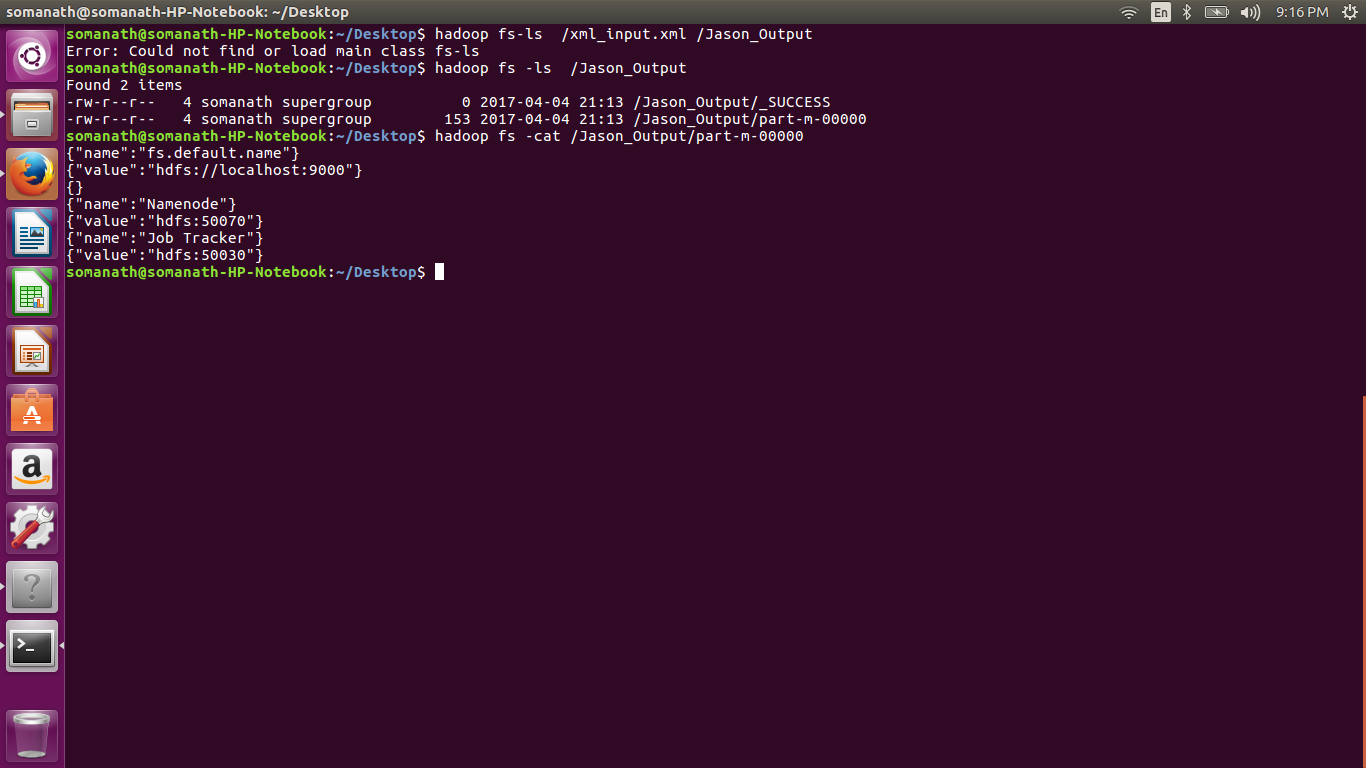 somanath@somanath-HP-Notebook: ~/Desktop
En
9:16 PM
somanath@somanath-HP-Notebook:~/Desktop$ hadoop fs-ls  /xml_input.xml /Jason_Output
Error: Could not find or load main class fs-ls
somanath@somanath-HP-Notebook:~/Desktop$ hadoop fs -ls  /Jason_Output
Found 2 items
-rw-r--r--   4 somanath supergroup          0 2017-04-04 21:13 /Jason_Output/_SUCCESS
-rw-r--r--   4 somanath supergroup        153 2017-04-04 21:13 /Jason_Output/part-m-00000
somanath@somanath-HP-Notebook:~/Desktop$ hadoop fs -cat /Jason_Output/part-m-00000
{"name":"fs.default.name"}
{"value":"hdfs://localhost:9000"}
{}
{"name":"Namenode"}
{"value":"hdfs:50070"}
{"name":"Job Tracker"}
{"value":"hdfs:50030"}
somanath@somanath-HP-Notebook:~/Desktop$